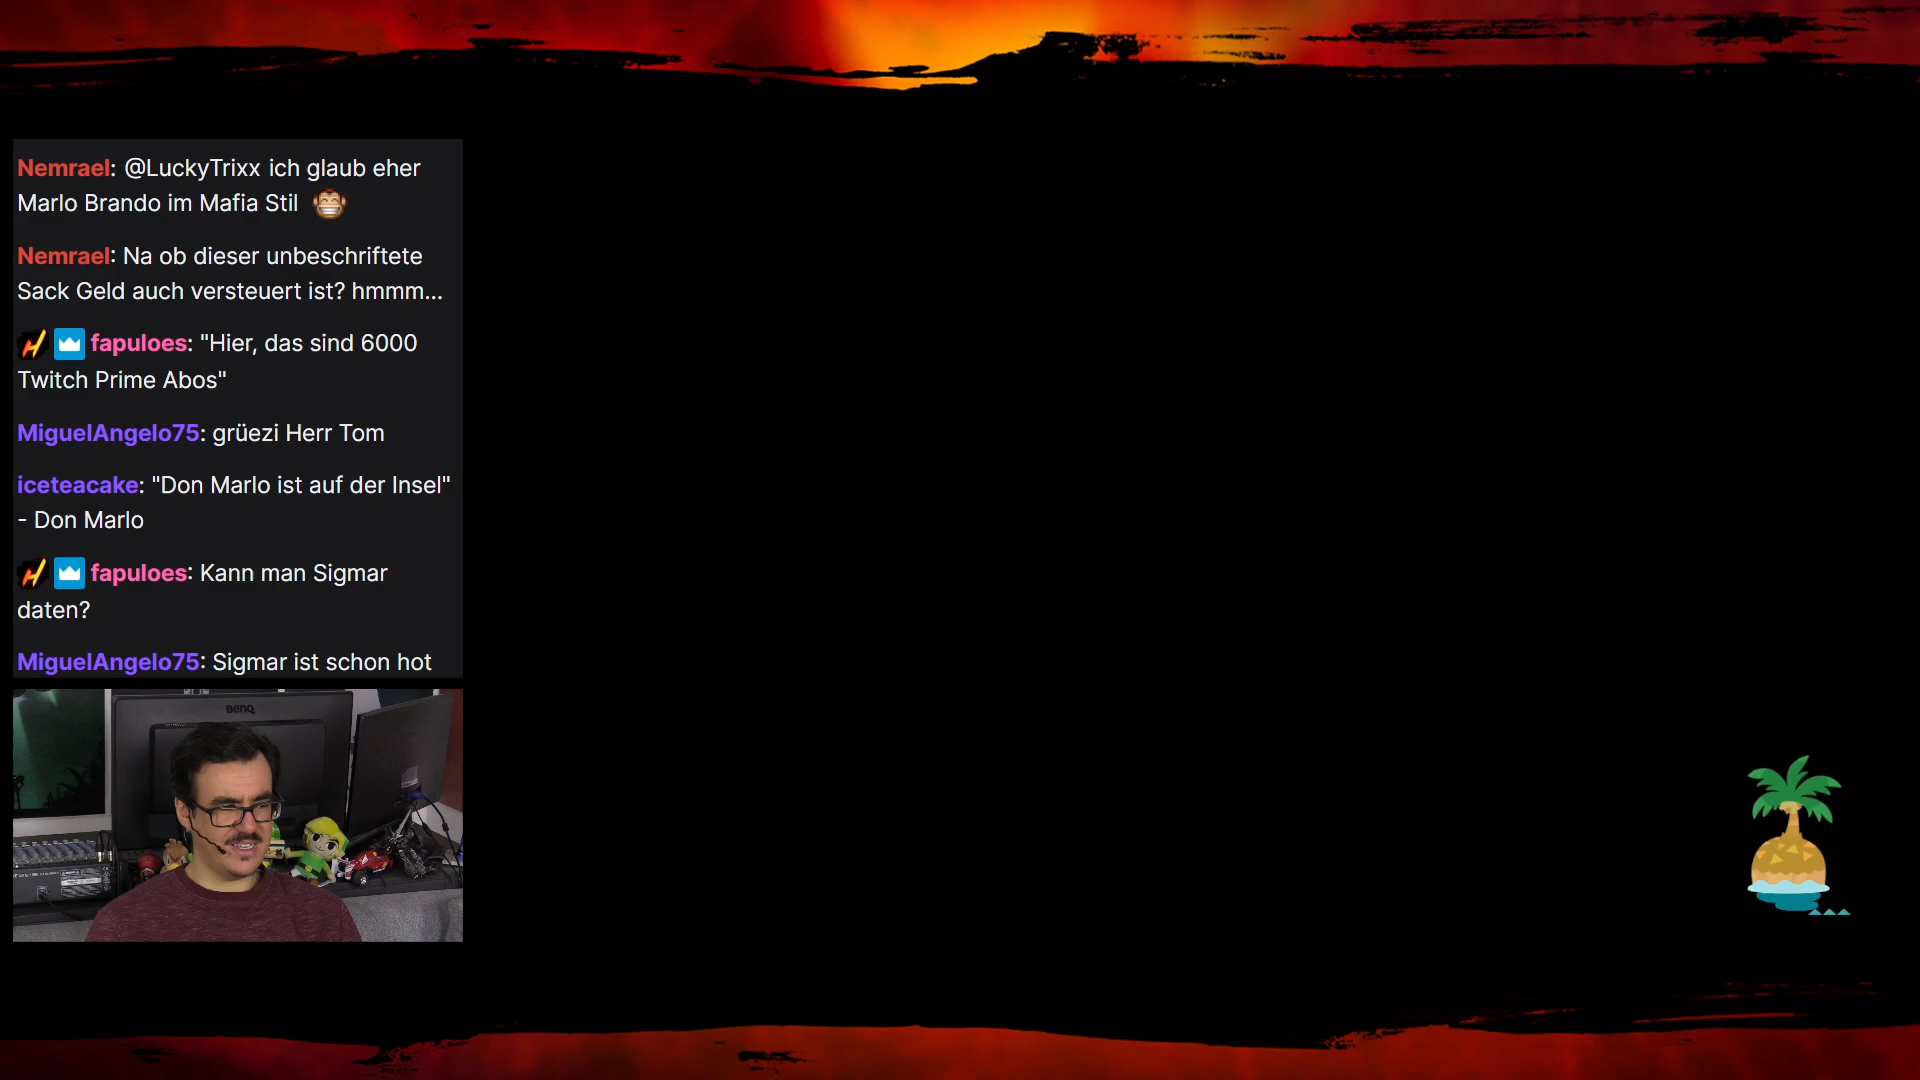 Nemrael: @LuckyTrixx ich glaub eher
Marlo Brando im Mafia Stil
Nemrael: Na ob dieser unbeschriftete
Sack Geld auch versteuert ist? hmmm...
fapuloes: "Hier, das sind 6000
Twitch Prime Abos"
MiguelAngelo75: grüezi Herr Tom
iceteacake: "Don Marlo ist auf der Insel"
- Don Marlo
fapuloes: Kann man Sigmar
daten?
MiguelAngelo75: Sigmar ist schon hot
BenQ